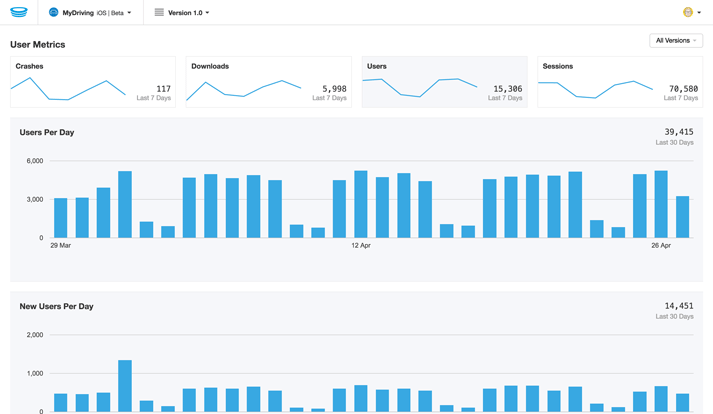 MyDriving iOS | Beta
Version 1.0
User Metrics
All Versions
Crashes
117
Last 7 Days
Downloads
5,998
Last 7 Days
Users
15,306
Last 7 Days
Sessions
70,580
Last 7 Days
Users Per Day
39,415
Last 30 Days
6,000
3,000
0
29 Mar
12 Apr
26 Apr
New Users Per Day
14,451
Last 30 Days
2,000
1,000